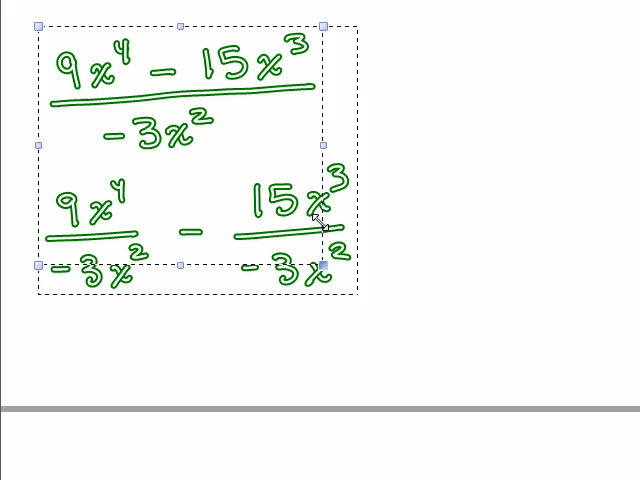 9x⁴ - 15x³
-3x²
9x⁴ - 15x³
-3x² -3x²